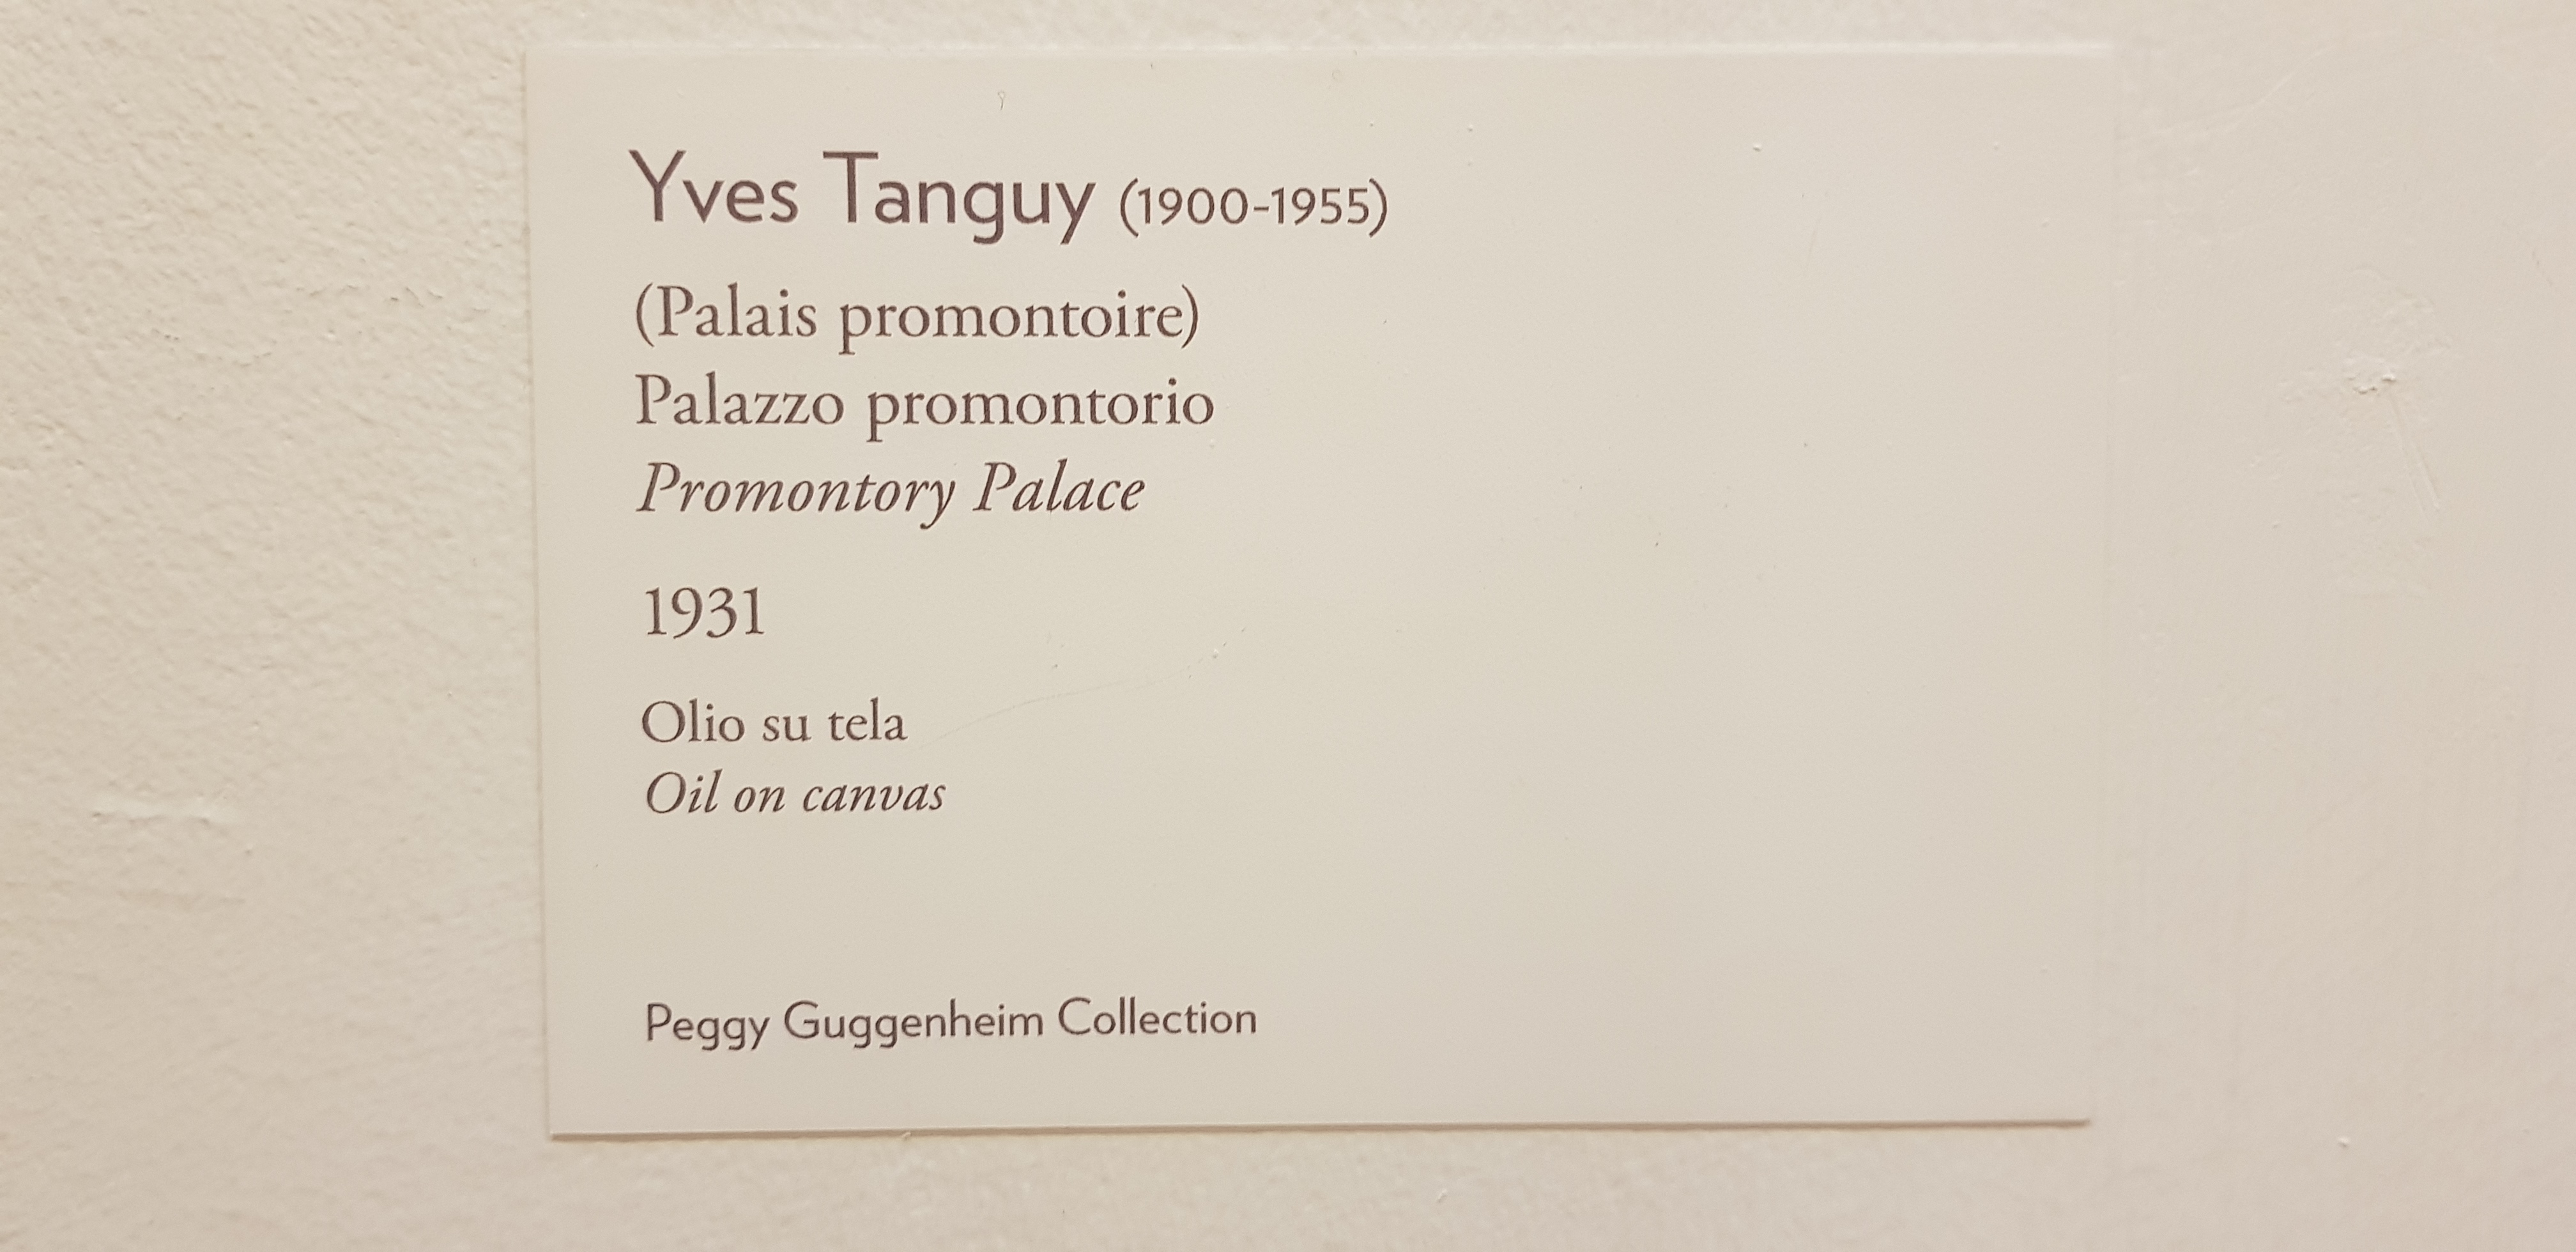 Yves Tanguy (1900-1955)
(Palais promontoire)
Palazzo promontorio
Promontory Palace
1931
Olio su tela
Oil on canvas
Peggy Guggenheim Collection